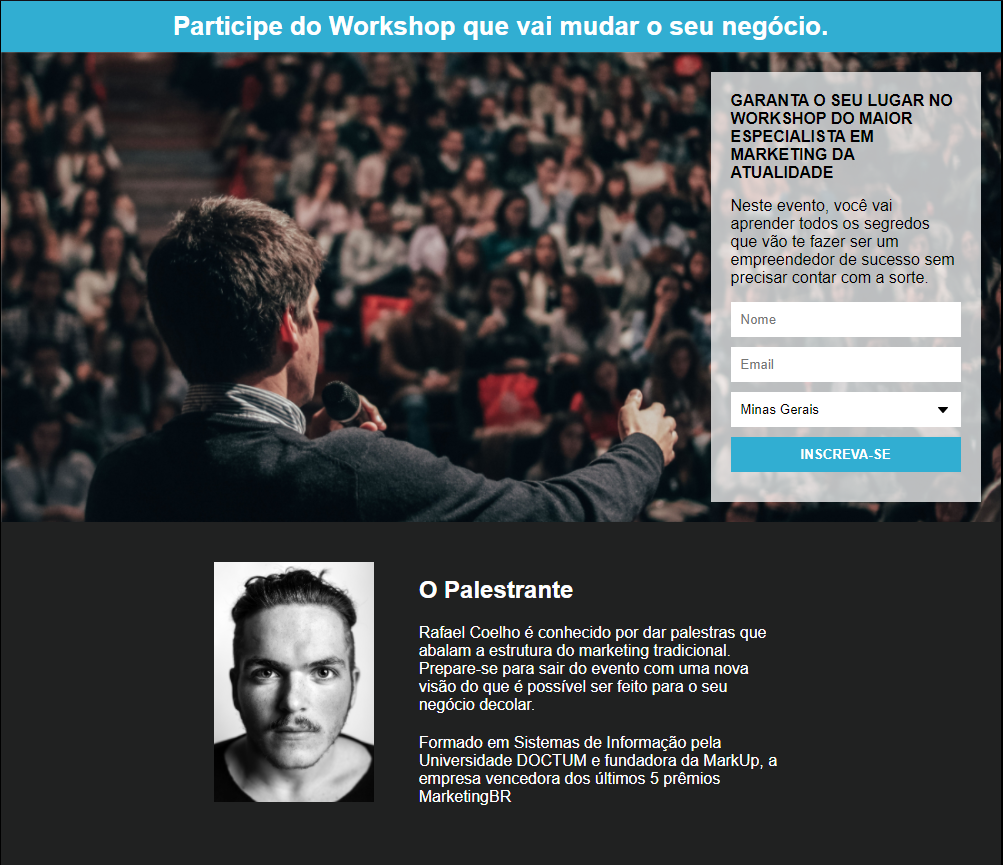 Participe do Workshop que vai mudar o seu negócio.
GARANTA O SEU LUGAR NO
WORKSHOP DO MAIOR
ESPECIALISTA EM
MARKETING DA
ATUALIDADE
Neste evento, você vai
aprender todos os segredos
que vão te fazer ser um
empreendedor de sucesso sem
precisar contar com a sorte.
Nome
Email
Minas Gerais
INSCREVA-SE
O Palestrante
Rafael Coelho é conhecido por dar palestras que
abalam a estrutura do marketing tradicional.
Prepare-se para sair do evento com uma nova
visão do que é possível ser feito para o seu
negócio decolar.
Formado em Sistemas de Informação pela
Universidade DOCTUM e fundadora da MarkUp, a
empresa vencedora dos últimos 5 prêmios
MarketingBR